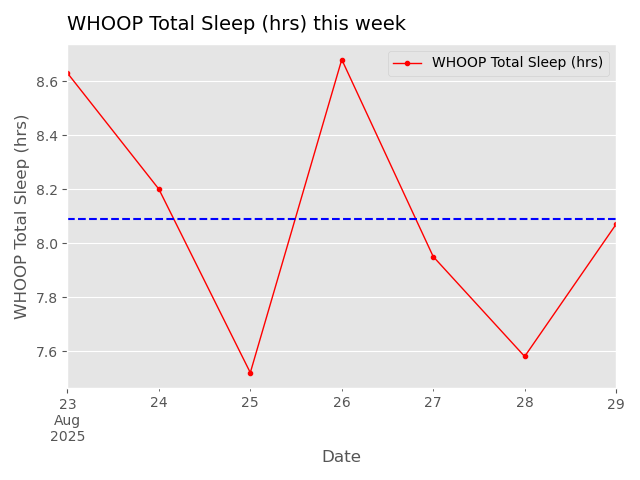 WHOOP Total Sleep (hrs) this week
WHOOP Total Sleep (hrs)
WHOOP Total Sleep (hrs)
8.6
8.4
8.2
8.0
7.8
7.6
23 24 25 26 27 28 29
Aug
2025
Date